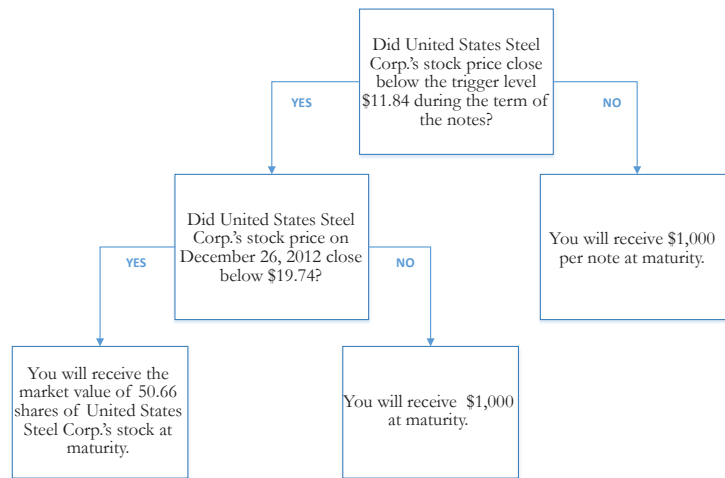 Did United States Steel
Corp.'s stock price close
below the trigger level
$11.84 during the term of
the notes?
YES
NO
Did United States Steel
Corp.'s stock price on
December 26, 2012 close
below $19.74?
You will receive $1,000
per note at maturity.
YES
NO
You will receive the
market value of 50.66
shares of United States
Steel Corp.'s stock at
maturity.
You will receive $1,000
at maturity.